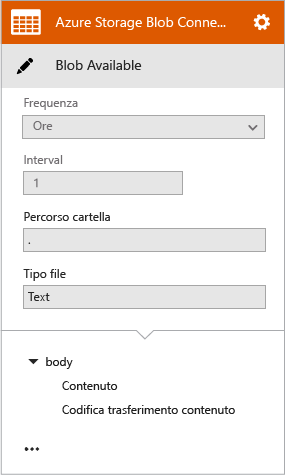 Azure Storage Blob Conne...
Blob Available
Frequenza
Ore
Interval
1
Percorso cartella
.
Tipo file
Text
body
Contenuto
Codifica trasferimento contenuto
...